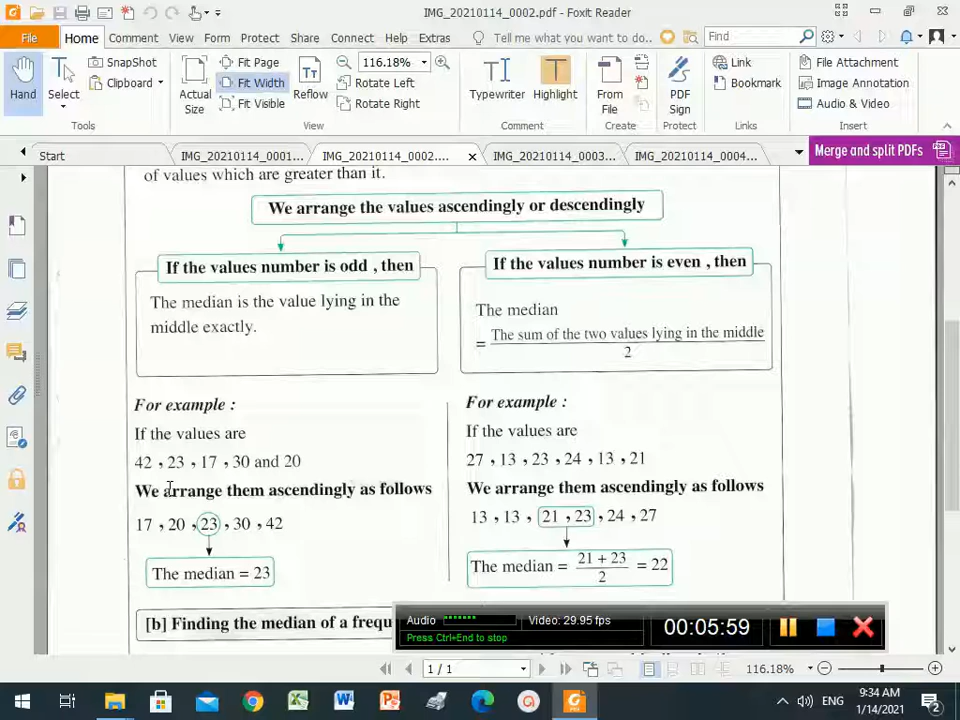 IMG_20210114_0002.pdf - Foxit Reader
File
Home
Comment
View
Form
Protect
Share
Connect
Help
Extras
Tell me what you want to do..
Find
Hand
Select
SnapShot
Clipboard
Tools
Actual
Size
Fit Page
Fit Width
Fit Visible
Reflow
116.18%
Rotate Left
Rotate Right
View
Typewriter
Highlight
Comment
From
File
Create
PDF
Sign
Protect
Link
Bookmark
Links
File Attachment
Image Annotation
Audio & Video
Insert
Start
IMG_20210114_0001....
IMG_20210114_0002....
IMG_20210114_0003....
IMG_20210114_0004....
Merge and split PDFs
of values which are greater than it.
We arrange the values ascendingly or descendingly
If the values number is odd , then
The median is the value lying in the
middle exactly.
If the values number is even , then
The median
= The sum of the two values lying in the middle
2
For example :
If the values are
42 , 23 , 17 , 30 and 20
We arrange them ascendingly as follows
17 , 20 , 23 , 30 , 42
The median = 23
For example :
If the values are
27 , 13 , 23 , 24 , 13 , 21
We arrange them ascendingly as follows
13 , 13 , 21 , 23 , 24 , 27
The median = 21 + 23 = 22
2
[b] Finding the median of a frequ
Audio
Video: 29.95 fps
Press Ctrl+End to stop
00:05:59
1 / 1
116.18%
ENG
9:34 AM
1/14/2021
2